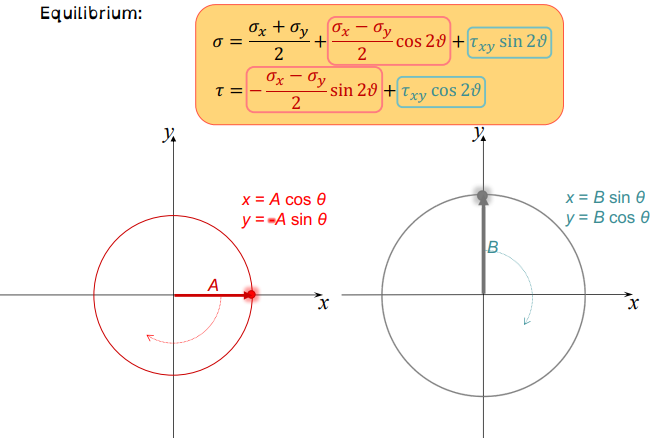 Equilibrium:
σ = (σx + σy)/2 + (σx − σy)/2 cos 2ϑ + τxy sin 2ϑ
τ = − (σx − σy)/2 sin 2ϑ + τxy cos 2ϑ
y
y
x = A cos θ
y = -A sin θ
x = B sin θ
y = B cos θ
B
A
x
x